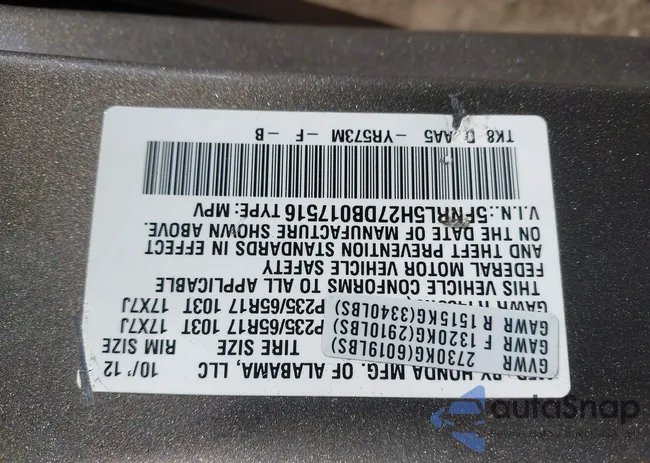 MFD. BY HONDA MFG. OF ALABAMA, LLC 10/'12
TIRE SIZE RIM SIZE
GVWR 2730KG(6019LBS)
GAWR F 1320KG(2910LBS) P235/65R17 103T 17X7J
GAWR R 1515KG(3340LBS) P235/65R17 103T 17X7J
THIS VEHICLE CONFORMS TO ALL APPLICABLE
FEDERAL MOTOR VEHICLE SAFETY
AND THEFT PREVENTION STANDARDS IN EFFECT
ON THE DATE OF MANUFACTURE SHOWN ABOVE.
V.I.N.:5FNRL5H27DB017516 TYPE: MPV
TK8 D AA5 -YR573M -F-B
autoSnap